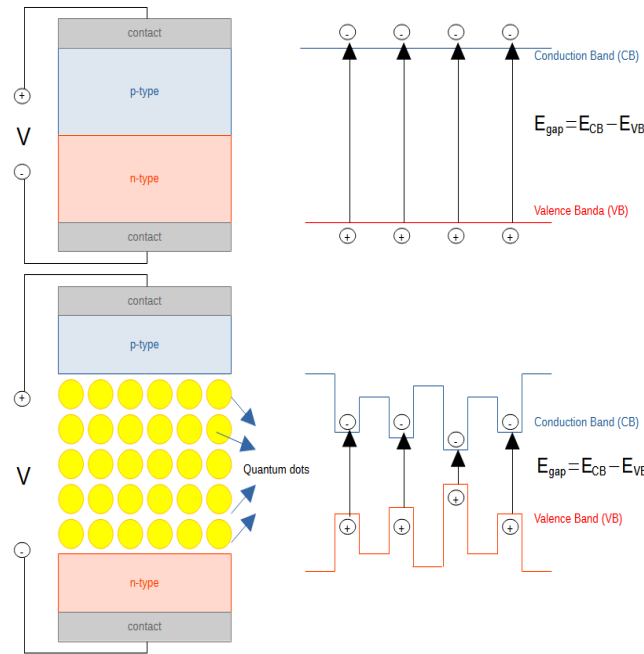 contact
p-type
n-type
contact
+
V
-
- - - -
Conduction Band (CB)
E_gap = E_CB – E_VB
Valence Banda (VB)
+ + + +
contact
p-type
Quantum dots
n-type
contact
+
V
-
- - - -
Conduction Band (CB)
E_gap = E_CB – E_VB
Valence Band (VB)
+ + + +